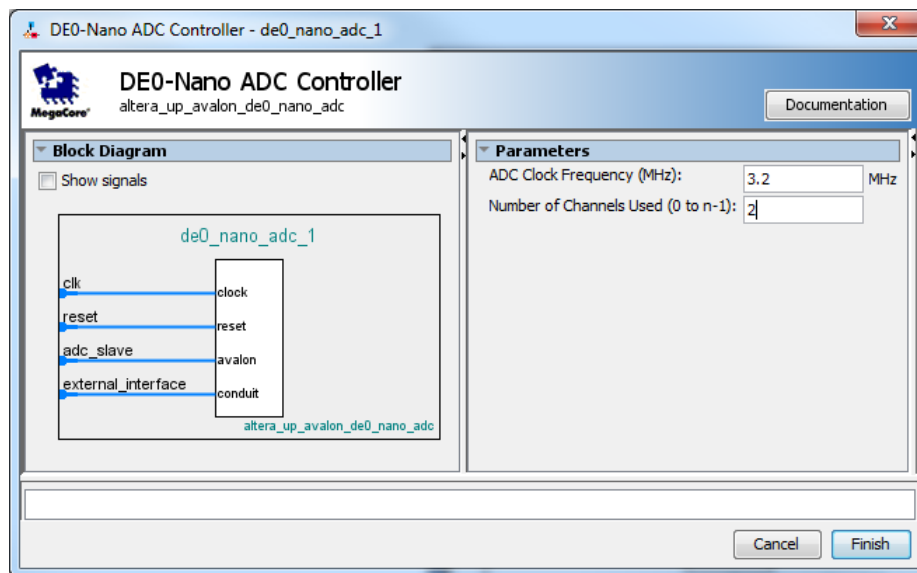 DE0-Nano ADC Controller - de0_nano_adc_1
MegaCore®
DE0-Nano ADC Controller
altera_up_avalon_de0_nano_adc
Documentation
Block Diagram
Show signals
de0_nano_adc_1
clk
clock
reset
reset
adc_slave
avalon
external_interface
conduit
altera_up_avalon_de0_nano_adc
Parameters
ADC Clock Frequency (MHz): 3.2 MHz
Number of Channels Used (0 to n-1): 2
Cancel
Finish